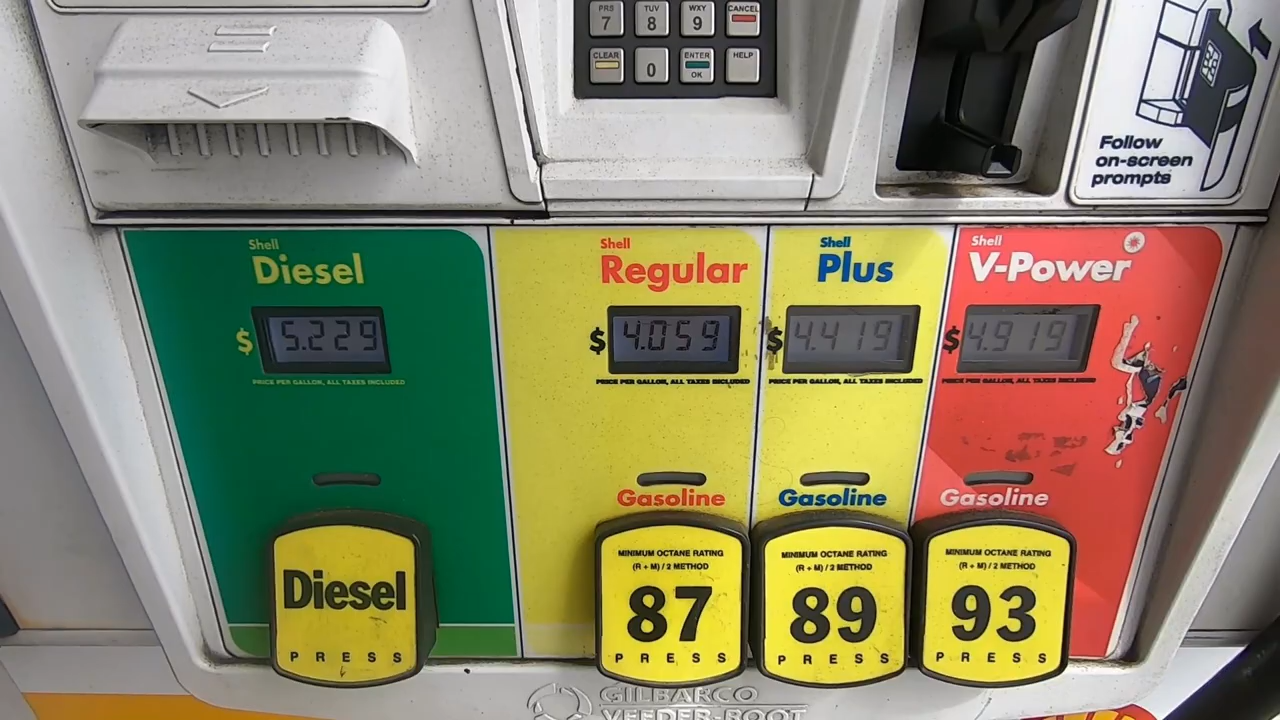 PRS
7
TUV
8
WXY
9
CANCEL
CLEAR
0
ENTER
OK
HELP
Follow
on-screen
prompts
Shell
Diesel
$ 5.229
PRICE PER GALLON, ALL TAXES INCLUDED
Diesel
PRESS
Shell
Regular
$ 4.059
PRICE PER GALLON, ALL TAXES INCLUDED
Gasoline
MINIMUM OCTANE RATING
(R + M) / 2 METHOD
87
PRESS
Shell
Plus
$ 4.419
PRICE PER GALLON, ALL TAXES INCLUDED
Gasoline
MINIMUM OCTANE RATING
(R + M) / 2 METHOD
89
PRESS
Shell
V-Power
$ 4.919
PRICE PER GALLON, ALL TAXES INCLUDED
Gasoline
MINIMUM OCTANE RATING
(R + M) / 2 METHOD
93
PRESS
GILBARCO
VEEDER-ROOT